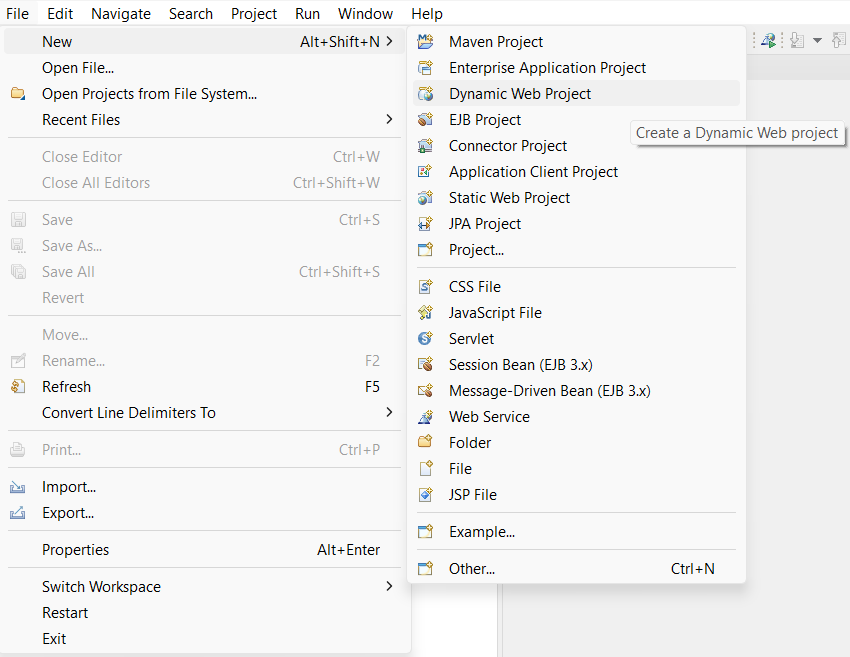 File Edit Navigate Search Project Run Window Help
New Alt+Shift+N
Open File...
Open Projects from File System...
Recent Files
Close Editor Ctrl+W
Close All Editors Ctrl+Shift+W
Save Ctrl+S
Save As...
Save All Ctrl+Shift+S
Revert
Move...
Rename... F2
Refresh F5
Convert Line Delimiters To
Print... Ctrl+P
Import...
Export...
Properties Alt+Enter
Switch Workspace
Restart
Exit
Maven Project
Enterprise Application Project
Dynamic Web Project
EJB Project
Create a Dynamic Web project
Connector Project
Application Client Project
Static Web Project
JPA Project
Project...
CSS File
JavaScript File
Servlet
Session Bean (EJB 3.x)
Message-Driven Bean (EJB 3.x)
Web Service
Folder
File
JSP File
Example...
Other... Ctrl+N